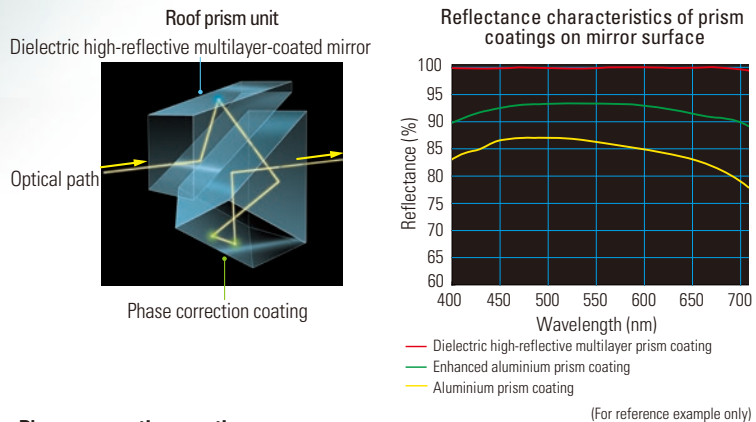 Roof prism unit
Dielectric high-reflective multilayer-coated mirror
Optical path
Phase correction coating
Reflectance characteristics of prism
coatings on mirror surface
Reflectance (%)
100
95
90
85
80
75
70
65
60
400 450 500 550 600 650 700
Wavelength (nm)
Dielectric high-reflective multilayer prism coating
Enhanced aluminium prism coating
Aluminium prism coating
(For reference example only)